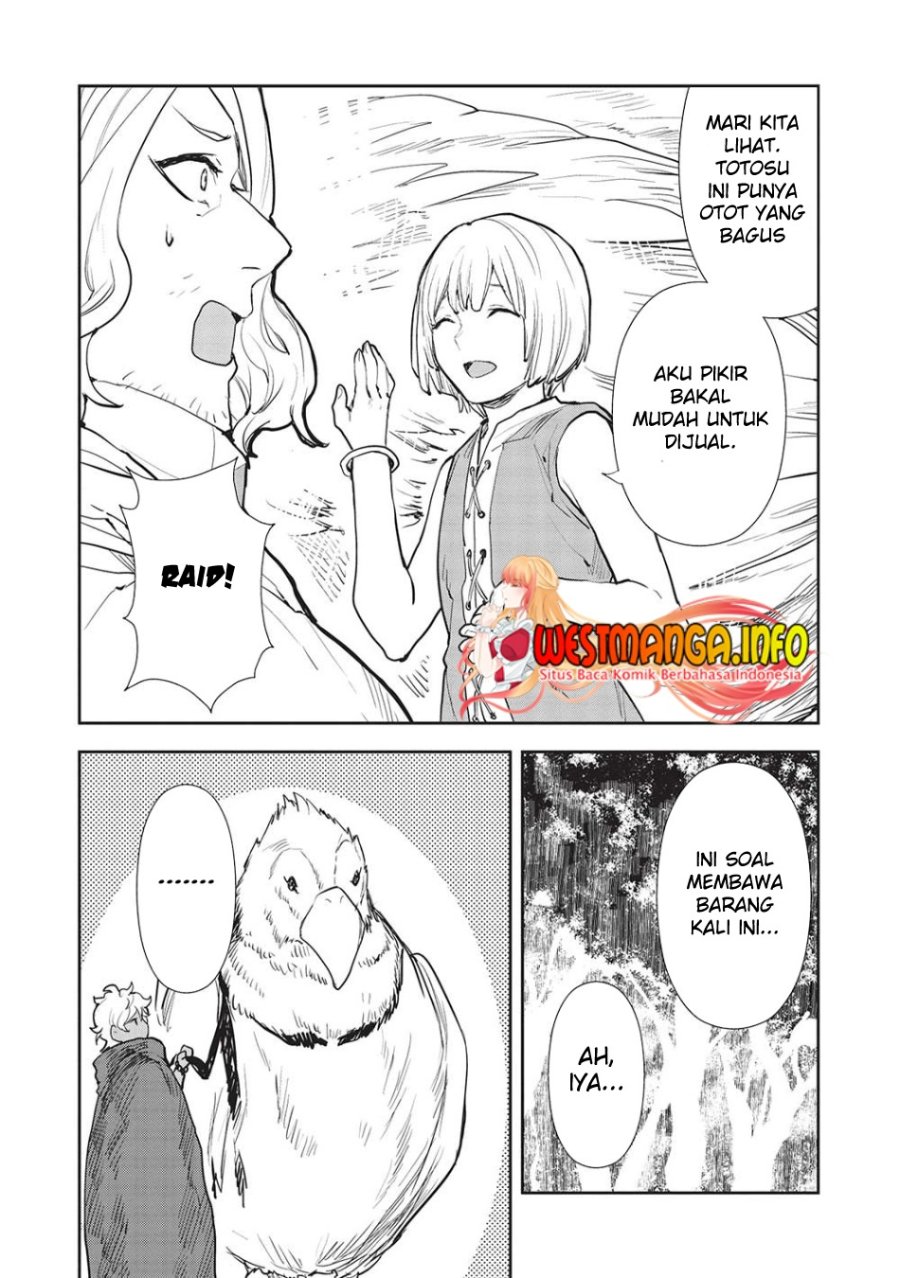 MARI KITA
LIHAT.
TOTOSU
INI PUNYA
OTOT YANG
BAGUS
AKU PIKIR
BAKAL
MUDAH UNTUK
DIJUAL.
RAID!
WESTMANGA.INFO
Situs Baca Komik Berbahasa Indonesia
INI SOAL
MEMBAWA
BARANG
KALI INI...
AH,
IYA...
........